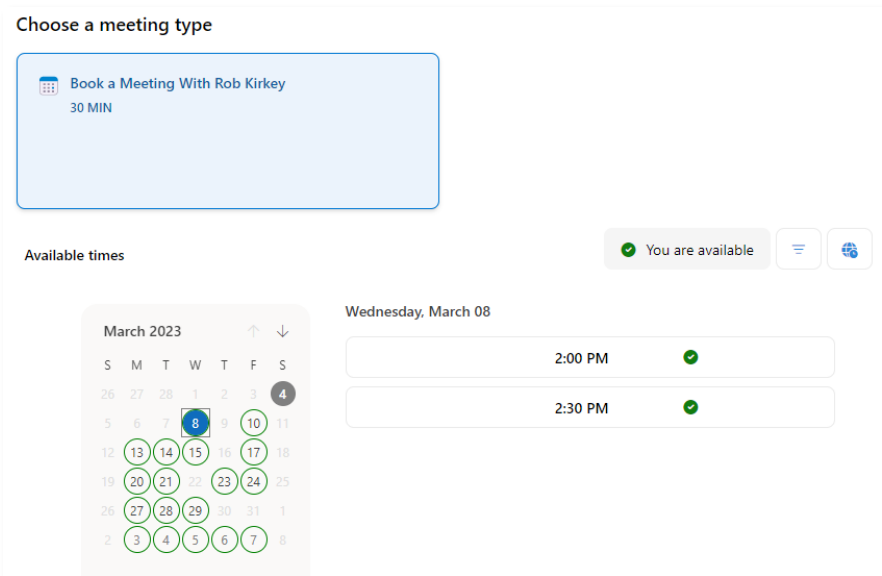 Choose a meeting type
Book a Meeting With Rob Kirkey
30 MIN
Available times
You are available
March 2023
S M T W T F S
26 27 28 1 2 3 4
5 6 7 8 9 10 11
12 13 14 15 16 17 18
19 20 21 22 23 24 25
26 27 28 29 30 31 1
2 3 4 5 6 7 8
Wednesday, March 08
2:00 PM
2:30 PM